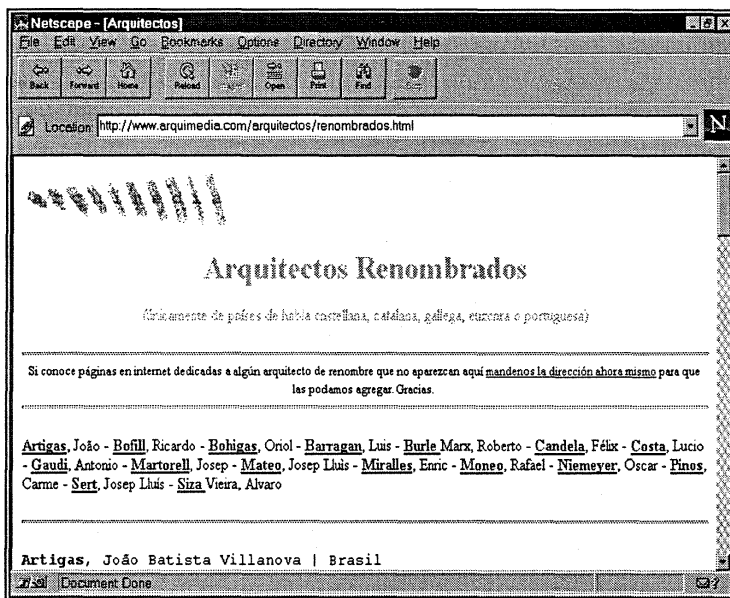 Netscape - [Arquitectos]
File Edit View Go Bookmarks Options Directory Window Help
Back Forward Home Reload Open Print Find
Location: http://www.arquimedia.com/arquitectos/renombrados.html
N
Arquitectos Renombrados
(únicamente de países de habla castellana, catalana, gallega, euzcara o portuguesa)
Si conoce páginas en internet dedicadas a algún arquitecto de renombre que no aparezcan aquí mandenos la dirección ahora mismo para que
las podamos agregar. Gracias.
Artigas, João - Bofill, Ricardo - Bohigas, Oriol - Barragan, Luis - Burle Marx, Roberto - Candela, Félix - Costa, Lucio
- Gaudi, Antonio - Martorell, Josep - Mateo, Josep Lluis - Miralles, Enric - Moneo, Rafael - Niemeyer, Oscar - Pinos,
Carme - Sert, Josep Lluís - Siza Vieira, Alvaro
Artigas, João Batista Villanova | Brasil
Document Done